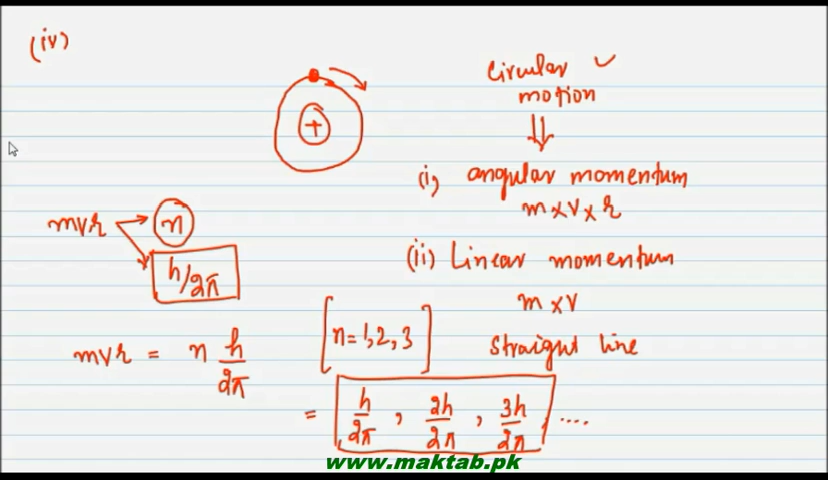 (iv)
circular
motion
+
(i) angular momentum
m×v×r
mvr
n
h/2π
(ii) Linear momentum
m×v
mvr = n h/2π
[n=1,2,3]
straight line
= h/2π , 2h/2π , 3h/2π ....
www.maktab.pk